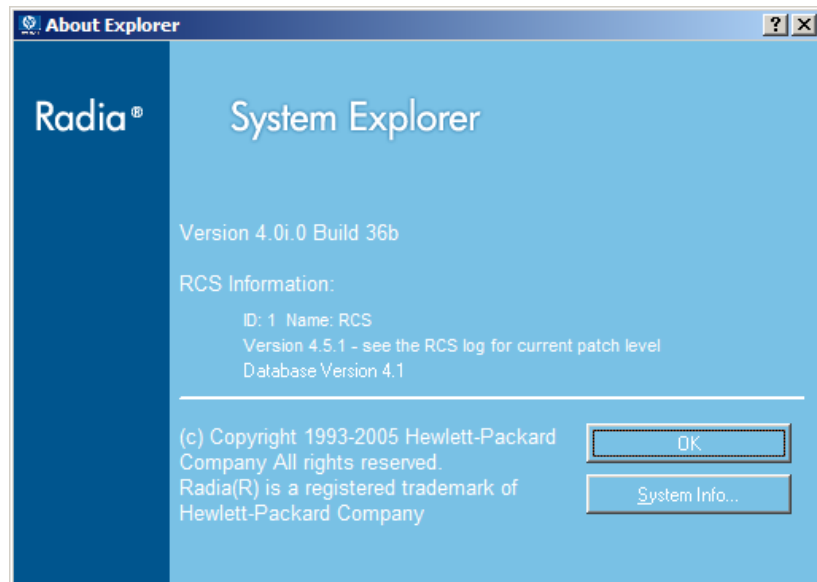 About Explorer
Radia ®
System Explorer
Version 4.0i.0 Build 36b
RCS Information:
ID: 1 Name: RCS
Version 4.5.1 - see the RCS log for current patch level
Database Version 4.1
(c) Copyright 1993-2005 Hewlett-Packard
Company All rights reserved.
Radia(R) is a registered trademark of
Hewlett-Packard Company
OK
System Info...